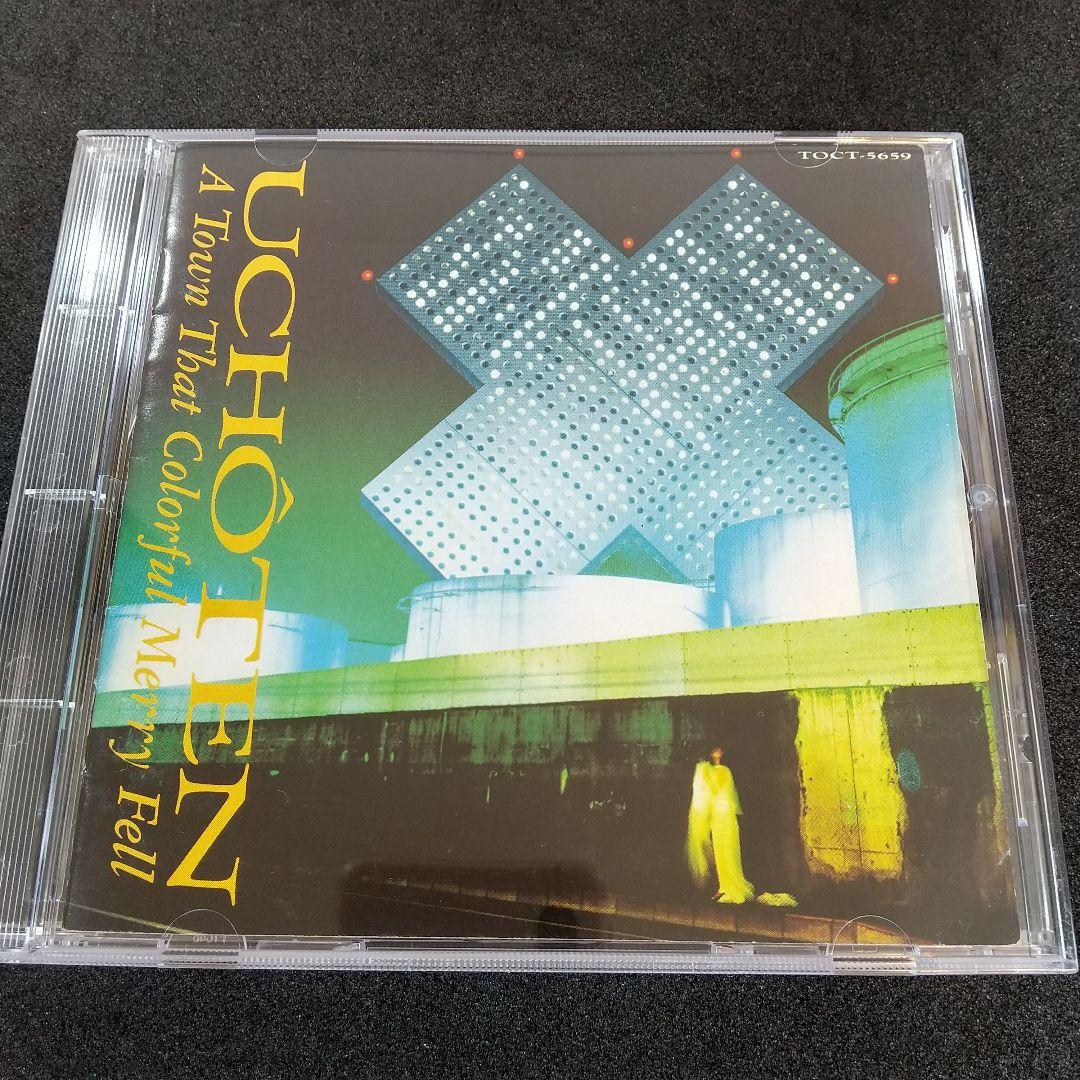 TOCT-5659
UCHÔTEN
A Town That Colorful Merry Fell